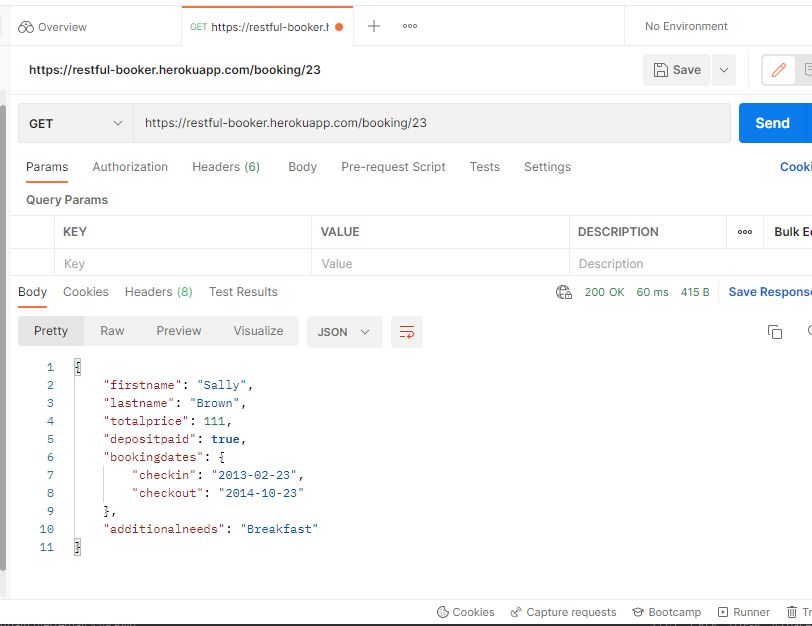 Overview GET https://restful-booker.h No Environment
https://restful-booker.herokuapp.com/booking/23 Save
GET https://restful-booker.herokuapp.com/booking/23 Send
Params Authorization Headers (6) Body Pre-request Script Tests Settings Cooki
Query Params
KEY VALUE DESCRIPTION Bulk Ed
Key Value Description
Body Cookies Headers (8) Test Results 200 OK 60 ms 415 B Save Response
Pretty Raw Preview Visualize JSON
1 {
2 "firstname": "Sally",
3 "lastname": "Brown",
4 "totalprice": 111,
5 "depositpaid": true,
6 "bookingdates": {
7 "checkin": "2013-02-23",
8 "checkout": "2014-10-23"
9 },
10 "additionalneeds": "Breakfast"
11 }
Cookies Capture requests Bootcamp Runner Tr